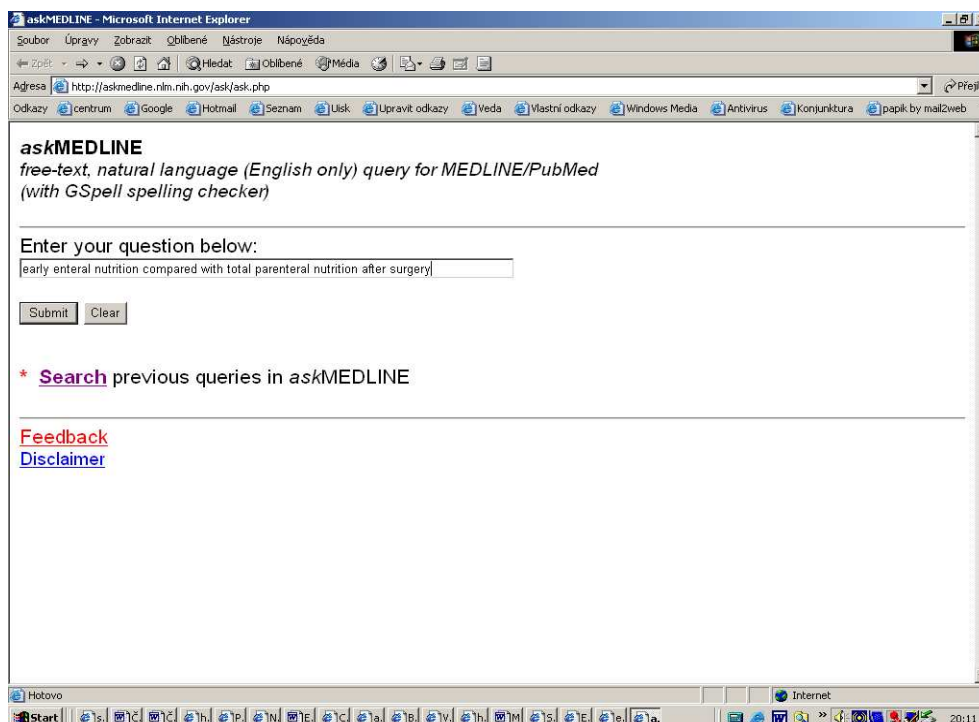 askMEDLINE - Microsoft Internet Explorer
Soubor Úpravy Zobrazit Oblíbené Nástroje Nápověda
Zpět Hledat Oblíbené Média
Adresa http://askmedline.nlm.nih.gov/ask/ask.php Přejí
Odkazy centrum Google Hotmail Seznam Uisk Upravit odkazy Veda Vlastní odkazy Windows Media Antivirus Konjunktura papik by mail2web
askMEDLINE
free-text, natural language (English only) query for MEDLINE/PubMed
(with GSpell spelling checker)
Enter your question below:
early enteral nutrition compared with total parenteral nutrition after surgery
Submit Clear
* Search previous queries in askMEDLINE
Feedback
Disclaimer
Hotovo Internet
Start s. Č Č h. P. N. E. C. a. B. V. h. M S. E. e. a. »